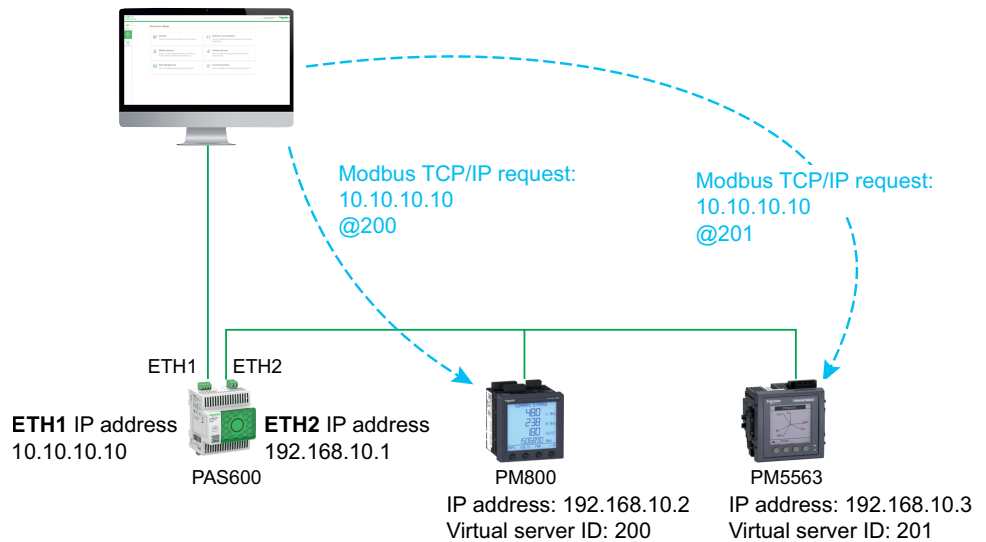 Modbus TCP/IP request:
10.10.10.10
@200
Modbus TCP/IP request:
10.10.10.10
@201
ETH1
ETH2
ETH1 IP address
10.10.10.10
ETH2 IP address
192.168.10.1
PAS600
PM800
IP address: 192.168.10.2
Virtual server ID: 200
PM5563
IP address: 192.168.10.3
Virtual server ID: 201